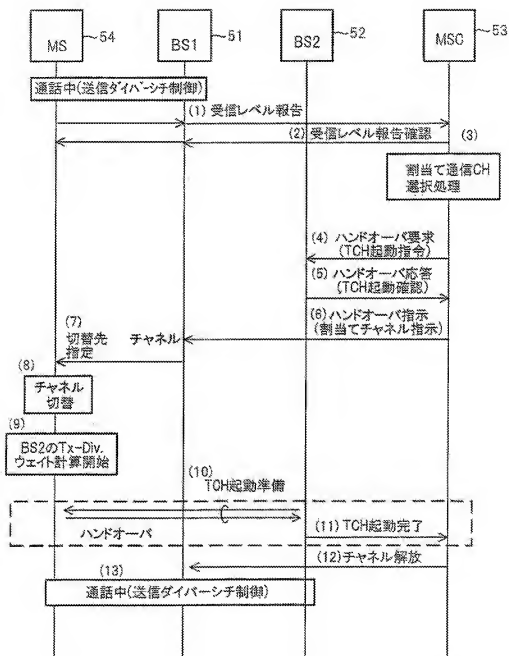 MS
54
BS1
51
BS2
52
MSC
53
通話中(送信ダイバーシチ制御)
(1) 受信レベル報告
(2) 受信レベル報告確認
(3)
割当て通信CH
選択処理
(4) ハンドオーバ要求
(TCH起動指令)
(5) ハンドオーバ応答
(TCH起動確認)
(6) ハンドオーバ指示
(割当てチャネル指示)
(7)
切替先 チャネル
指定
(8)
チャネル
切替
(9)
BS2のTx-Div.
ウェイト計算開始
(10)
TCH起動準備
ハンドオーバ
(11) TCH起動完了
(12)チャネル解放
(13)
通話中(送信ダイバーシチ制御)